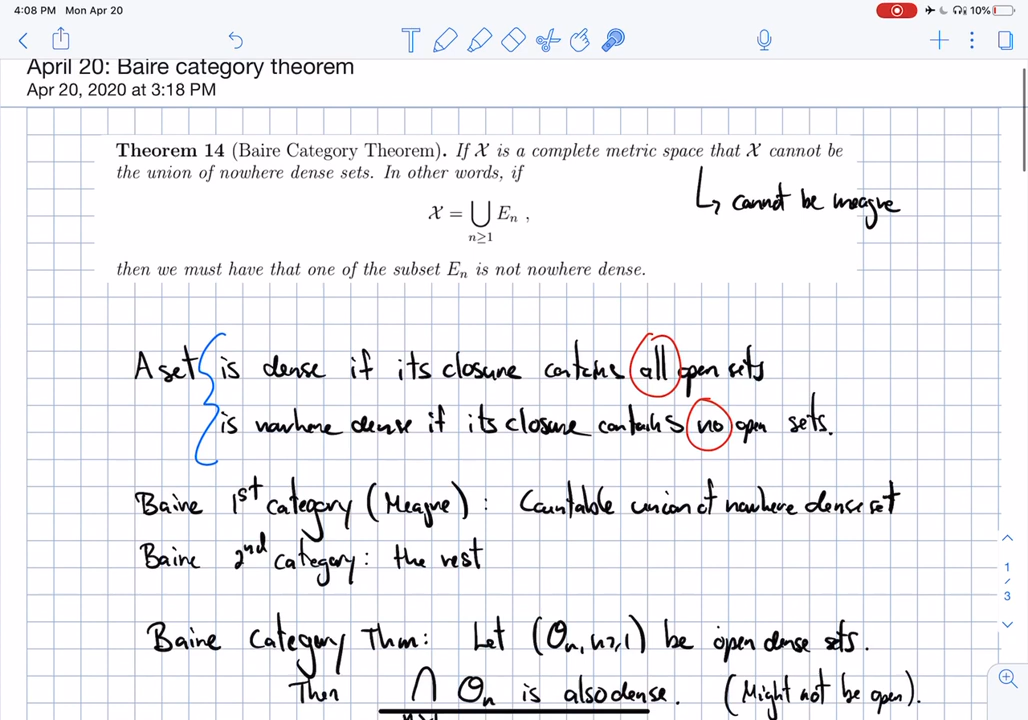 4:08 PM Mon Apr 20
10%
April 20: Baire category theorem
Apr 20, 2020 at 3:18 PM
Theorem 14 (Baire Category Theorem). If X is a complete metric space that X cannot be
the union of nowhere dense sets. In other words, if
↳ cannot be meagre
X = ⋃ Eₙ ,
n≥1
then we must have that one of the subset Eₙ is not nowhere dense.
A set { is dense if its closure contains all open sets
is nowhere dense if its closure contains no open sets.
Baire 1st category (Meagre) : Countable union of nowhere dense set
Baire 2nd category: the rest
Baire Category Thm: Let (Oₙ, n≥1) be open dense sets.
Then ⋂ Oₙ is also dense. (Might not be open).
1
/
3